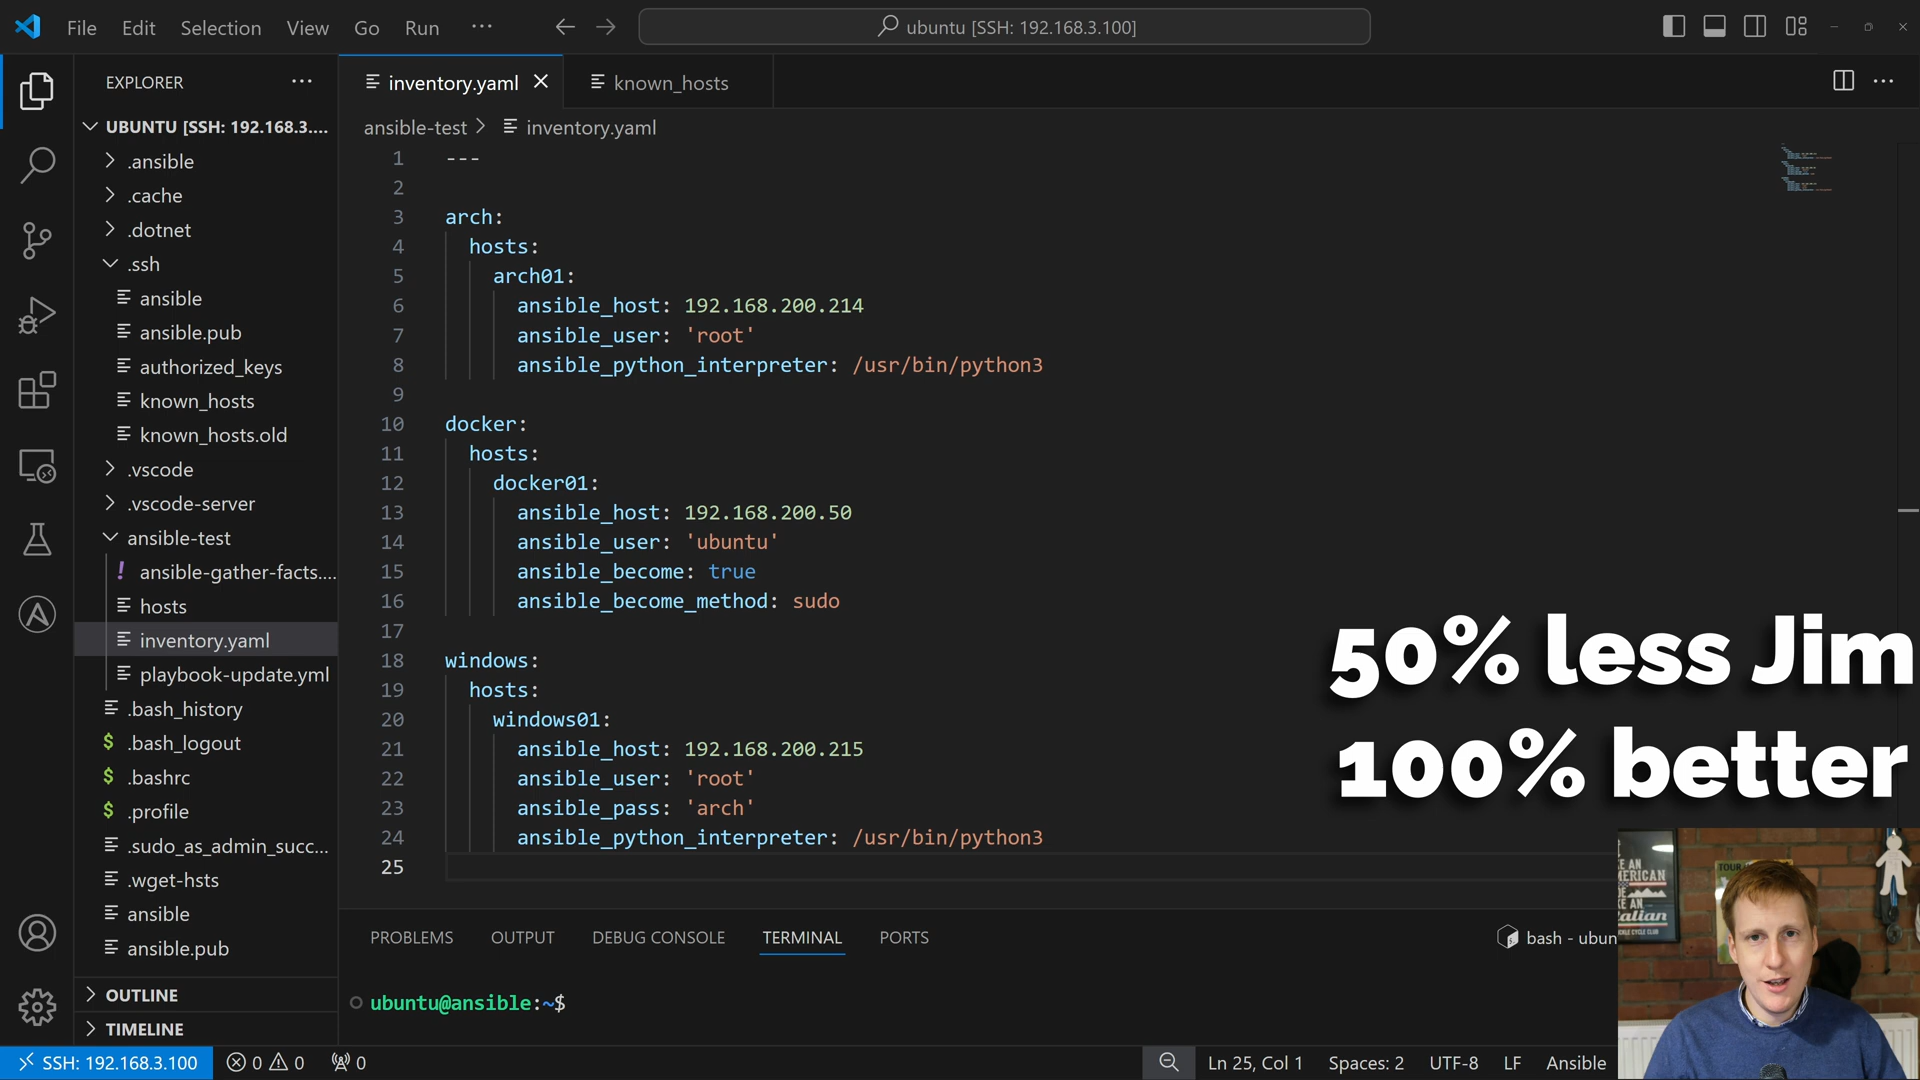 File Edit Selection View Go Run ···
ubuntu [SSH: 192.168.3.100]
EXPLORER
UBUNTU [SSH: 192.168.3....
.ansible
.cache
.dotnet
.ssh
ansible
ansible.pub
authorized_keys
known_hosts
known_hosts.old
.vscode
.vscode-server
ansible-test
! ansible-gather-facts....
hosts
inventory.yaml
playbook-update.yml
.bash_history
$ .bash_logout
$ .bashrc
$ .profile
.sudo_as_admin_succ...
.wget-hsts
ansible
ansible.pub
OUTLINE
TIMELINE
inventory.yaml known_hosts
ansible-test > inventory.yaml
1 ---
2
3 arch:
4 hosts:
5 arch01:
6 ansible_host: 192.168.200.214
7 ansible_user: 'root'
8 ansible_python_interpreter: /usr/bin/python3
9
10 docker:
11 hosts:
12 docker01:
13 ansible_host: 192.168.200.50
14 ansible_user: 'ubuntu'
15 ansible_become: true
16 ansible_become_method: sudo
17
18 windows:
19 hosts:
20 windows01:
21 ansible_host: 192.168.200.215
22 ansible_user: 'root'
23 ansible_pass: 'arch'
24 ansible_python_interpreter: /usr/bin/python3
25
50% less Jim
100% better
PROBLEMS OUTPUT DEBUG CONSOLE TERMINAL PORTS
bash - ubun
ubuntu@ansible:~$
SSH: 192.168.3.100 0 0 0
Ln 25, Col 1 Spaces: 2 UTF-8 LF Ansible